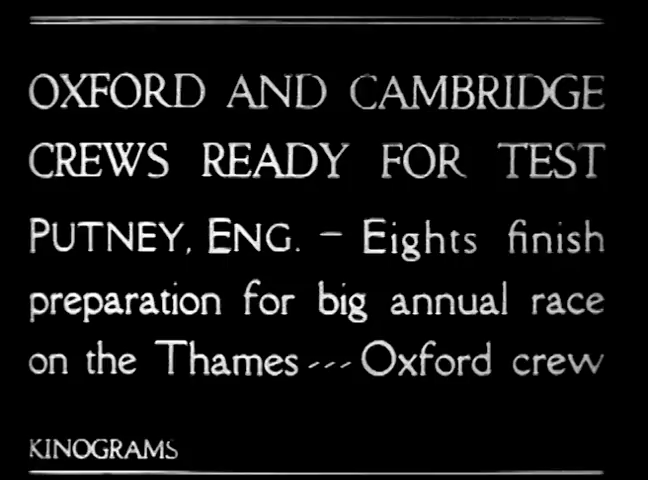 OXFORD AND CAMBRIDGE
CREWS READY FOR TEST
PUTNEY, ENG. – Eights finish
preparation for big annual race
on the Thames --- Oxford crew
KINOGRAMS